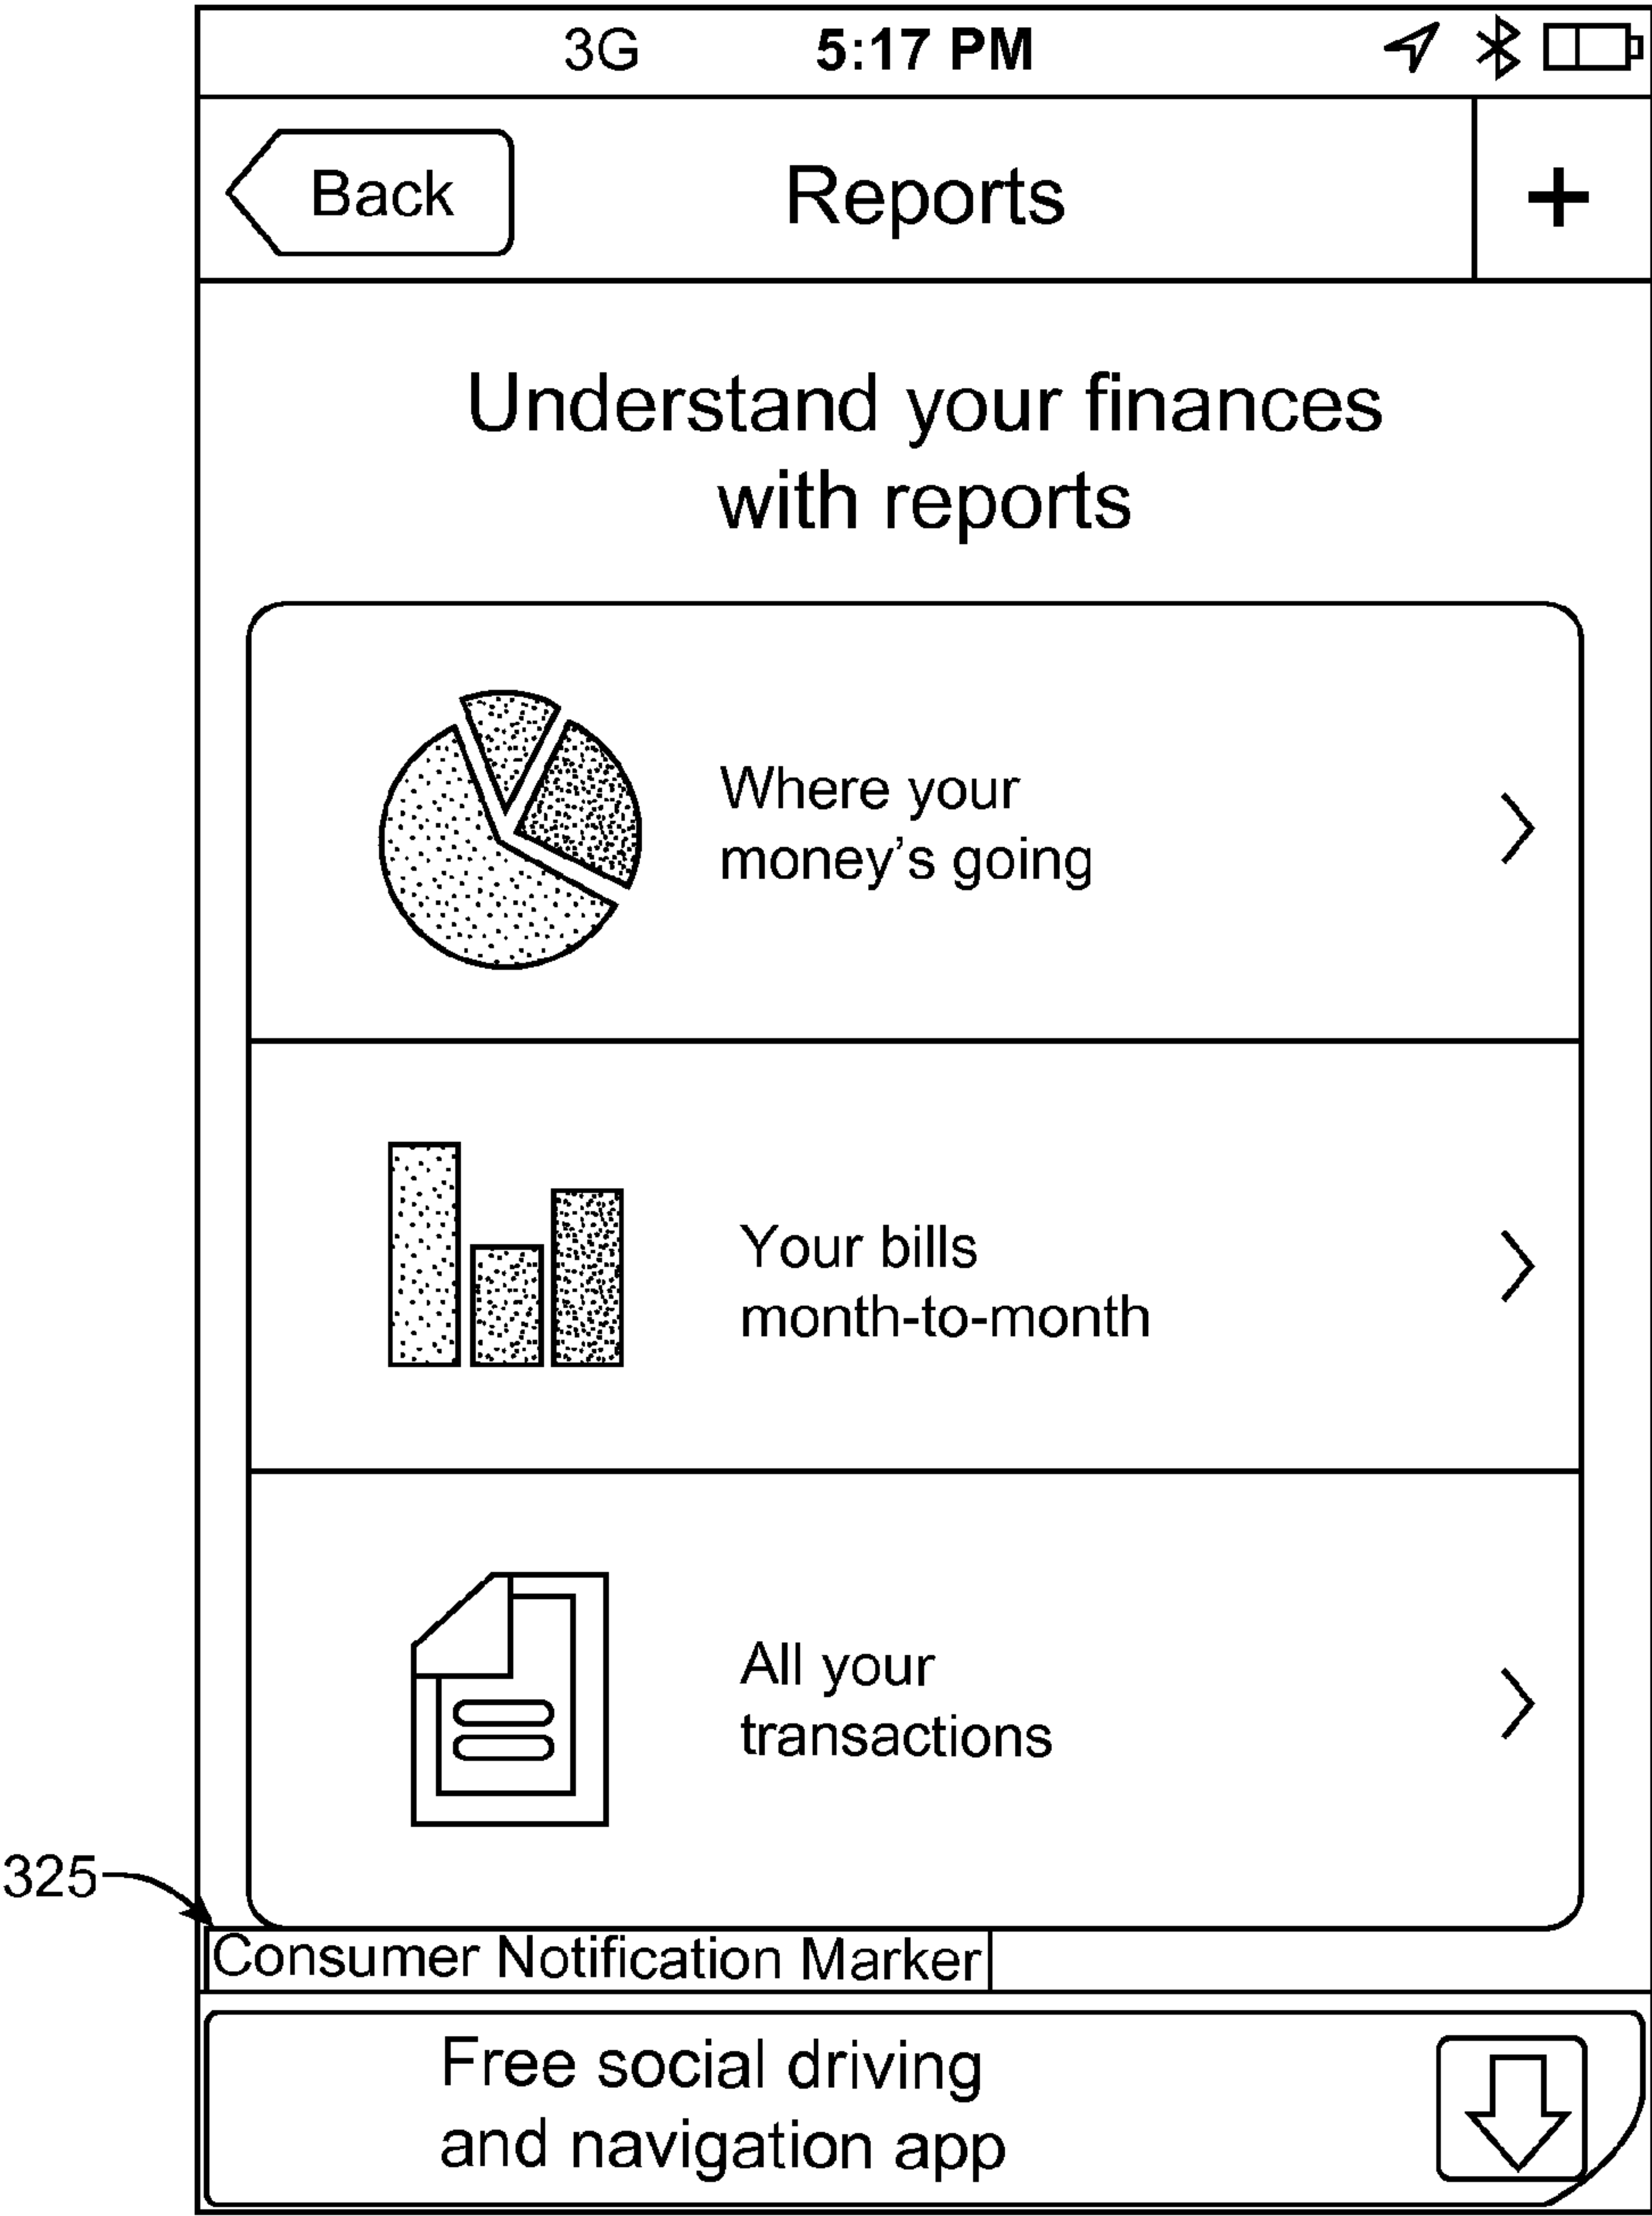 3G 5:17 PM
Back Reports +
Understand your finances
with reports
Where your
money's going
Your bills
month-to-month
All your
transactions
325
Consumer Notification Marker
Free social driving
and navigation app